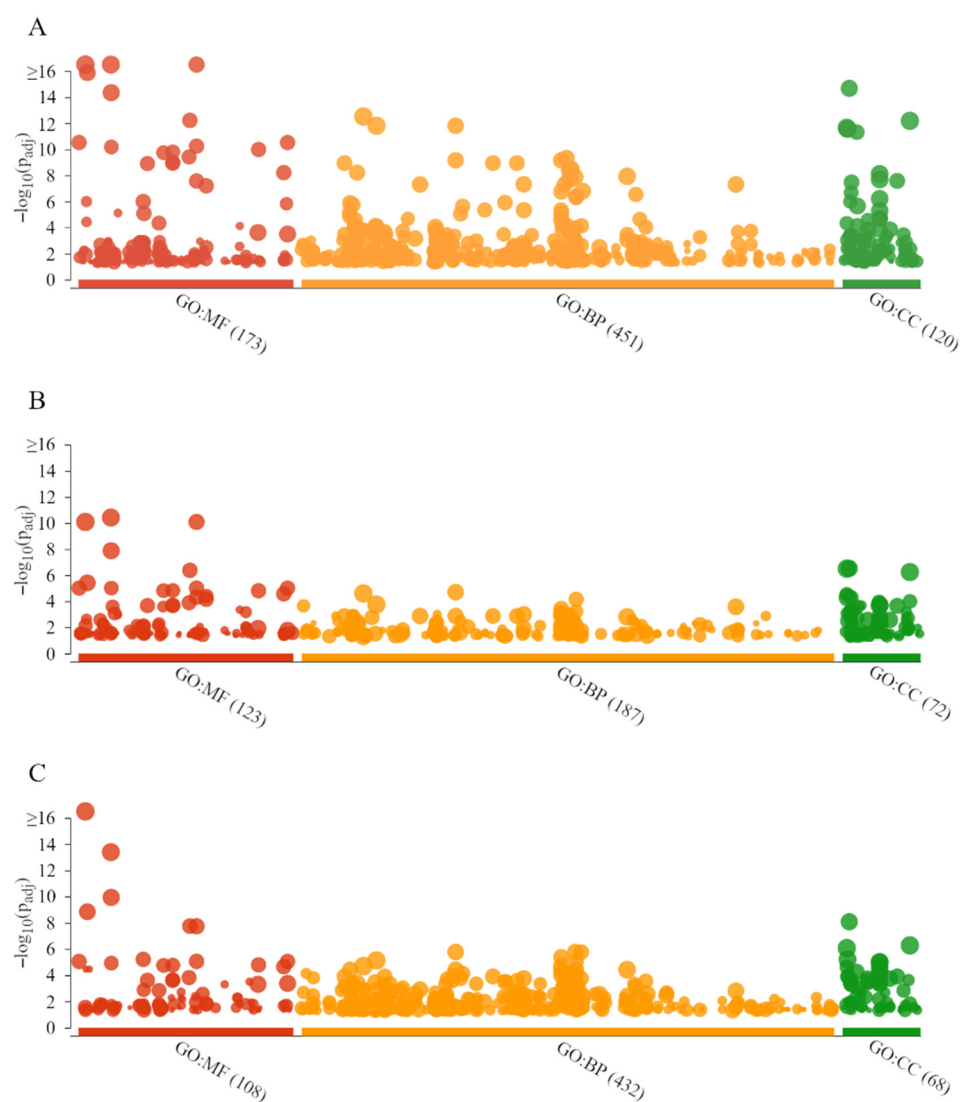 A
≥16
14
12
10
8
6
4
2
0
−log10(padj)
GO:MF (173)
GO:BP (451)
GO:CC (120)
B
≥16
14
12
10
8
6
4
2
0
−log10(padj)
GO:MF (123)
GO:BP (187)
GO:CC (72)
C
≥16
14
12
10
8
6
4
2
0
−log10(padj)
GO:MF (108)
GO:BP (432)
GO:CC (68)